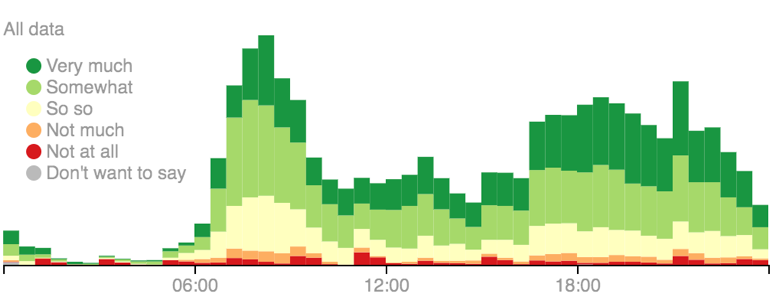 All data
Very much
Somewhat
So so
Not much
Not at all
Don't want to say
06:00 12:00 18:00